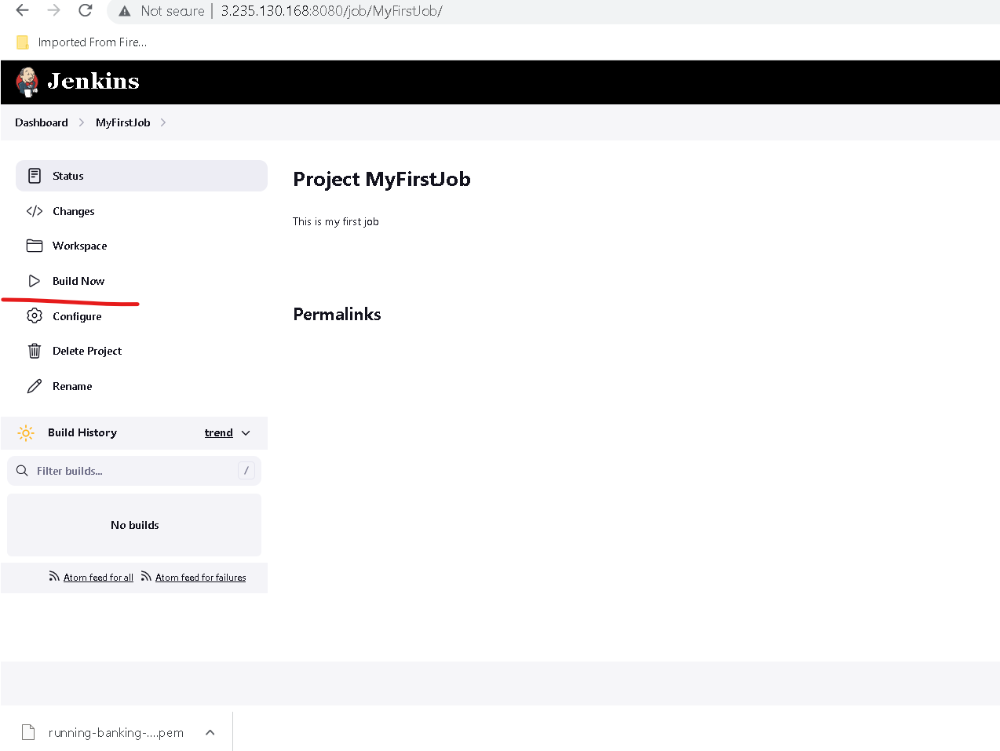 Not secure | 3.235.130.168:8080/job/MyFirstJob/
Imported From Fire...
Jenkins
Dashboard > MyFirstJob >
Status
Changes
Workspace
Build Now
Configure
Delete Project
Rename
Project MyFirstJob
This is my first job
Permalinks
Build History trend
Filter builds... /
No builds
Atom feed for all Atom feed for failures
running-banking-....pem